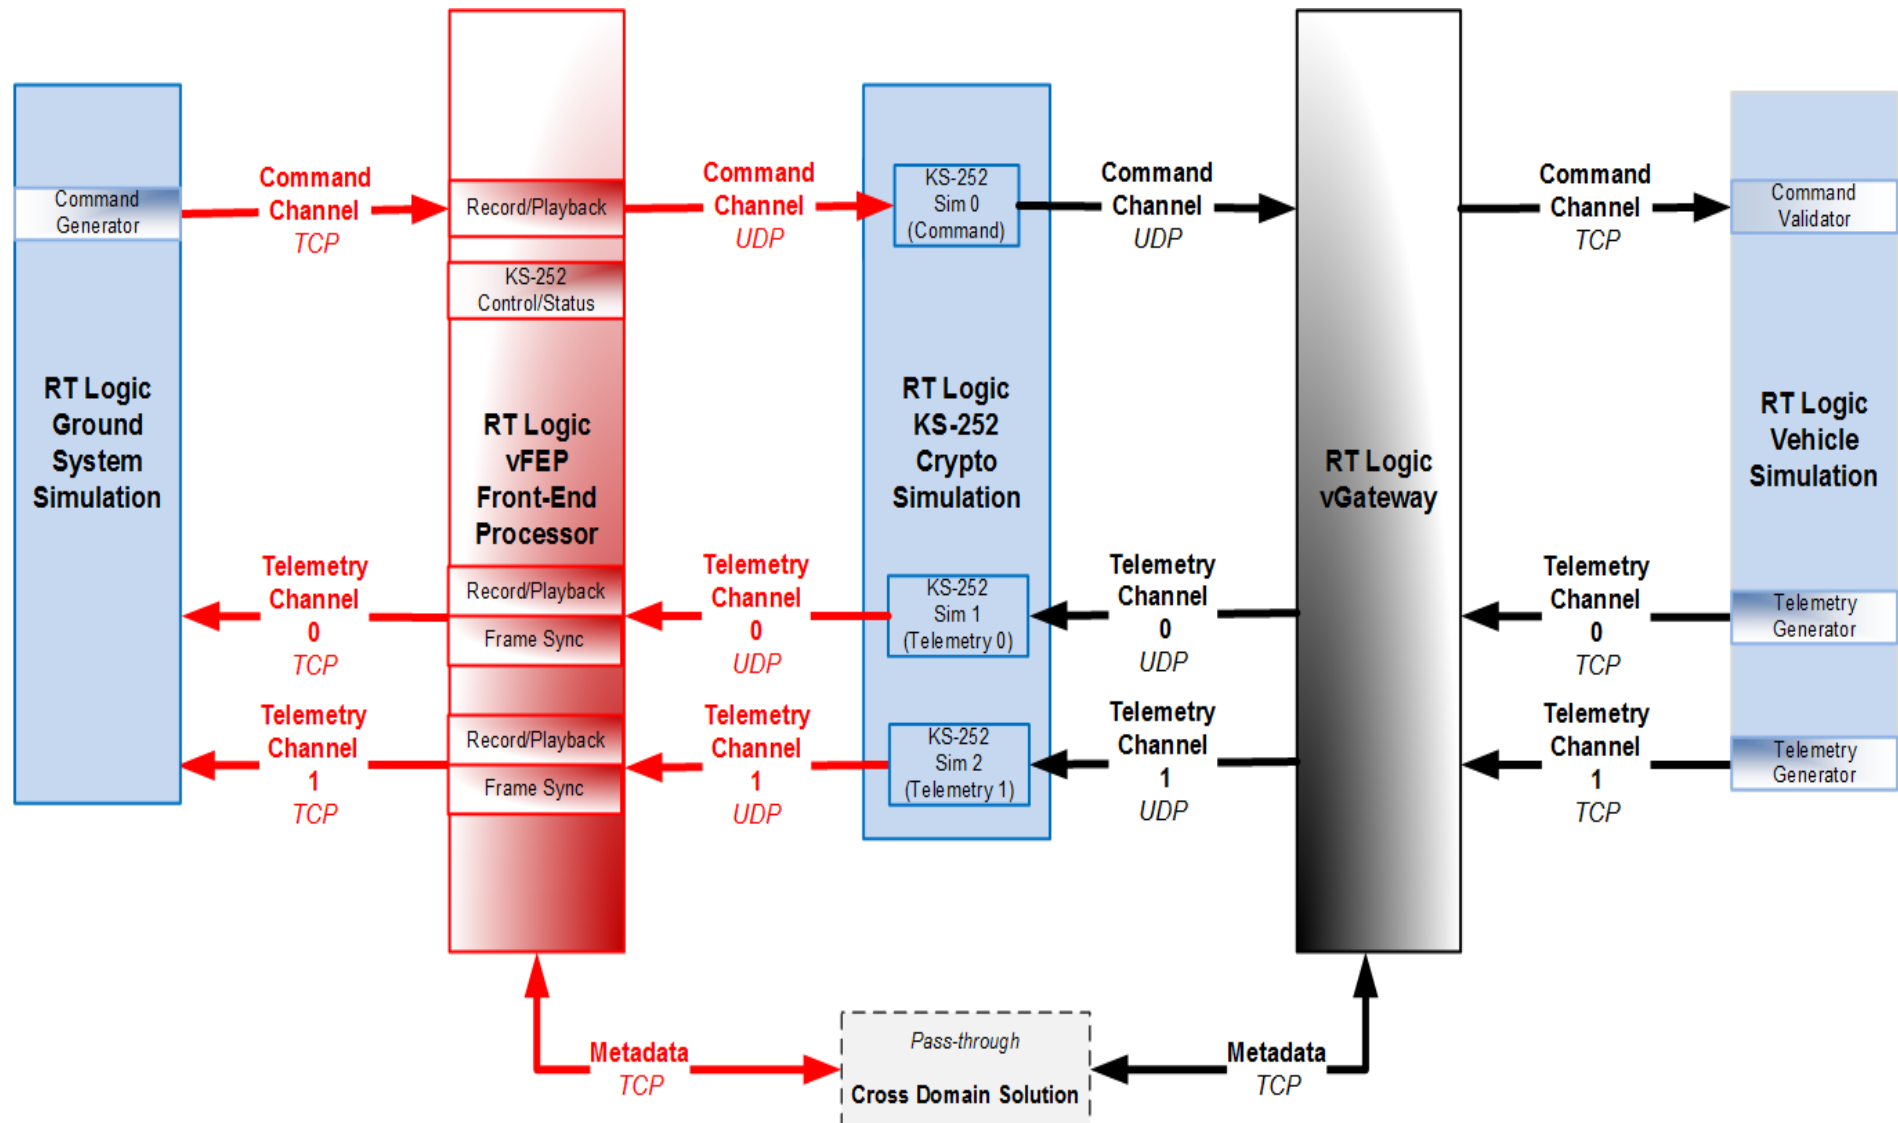 Command
Generator
RT Logic
Ground
System
Simulation
Command
Channel
TCP
Telemetry
Channel
0
TCP
Telemetry
Channel
1
TCP
Record/Playback
KS-252
Control/Status
RT Logic
vFEP
Front-End
Processor
Record/Playback
Frame Sync
Record/Playback
Frame Sync
Command
Channel
UDP
Telemetry
Channel
0
UDP
Telemetry
Channel
1
UDP
KS-252
Sim 0
(Command)
RT Logic
KS-252
Crypto
Simulation
KS-252
Sim 1
(Telemetry 0)
KS-252
Sim 2
(Telemetry 1)
Command
Channel
UDP
Telemetry
Channel
0
UDP
Telemetry
Channel
1
UDP
RT Logic
vGateway
Command
Channel
TCP
Telemetry
Channel
0
TCP
Telemetry
Channel
1
TCP
Command
Validator
RT Logic
Vehicle
Simulation
Telemetry
Generator
Telemetry
Generator
Metadata
TCP
Pass-through
Cross Domain Solution
Metadata
TCP